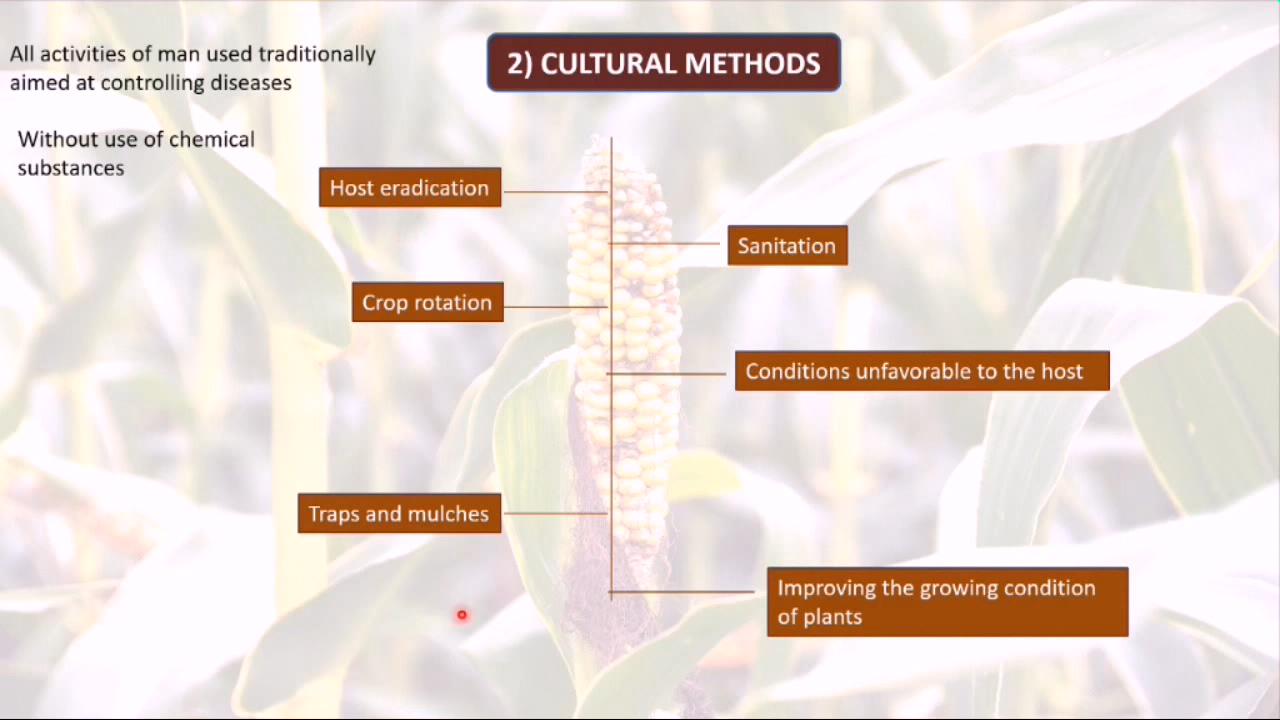 All activities of man used traditionally
aimed at controlling diseases
2) CULTURAL METHODS
Without use of chemical
substances
Host eradication
Sanitation
Crop rotation
Conditions unfavorable to the host
Traps and mulches
Improving the growing condition
of plants